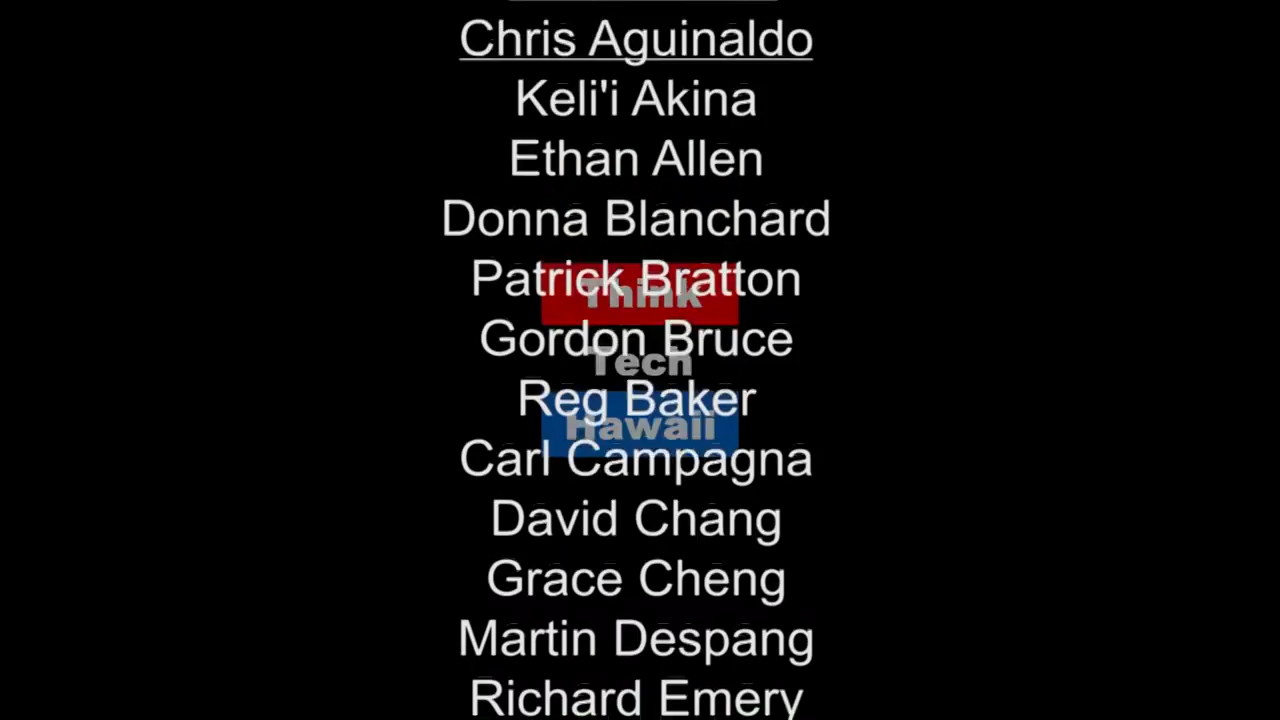 Chris Aguinaldo
Keli'i Akina
Ethan Allen
Donna Blanchard
Patrick Bratton
Think
Gordon Bruce
Tech
Reg Baker
Hawaii
Carl Campagna
David Chang
Grace Cheng
Martin Despang
Richard Emery